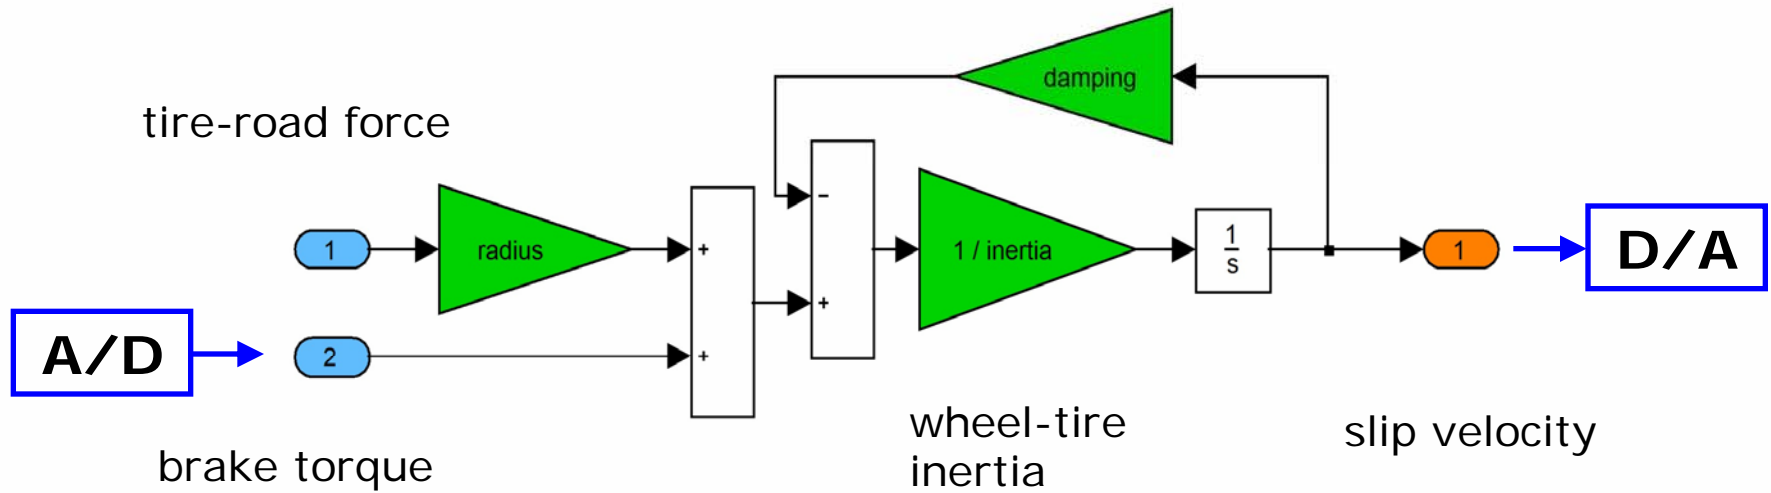 damping
tire-road force
1
radius
+
+
-
+
1 / inertia
1
s
1
D/A
A/D
2
brake torque
wheel-tire
inertia
slip velocity